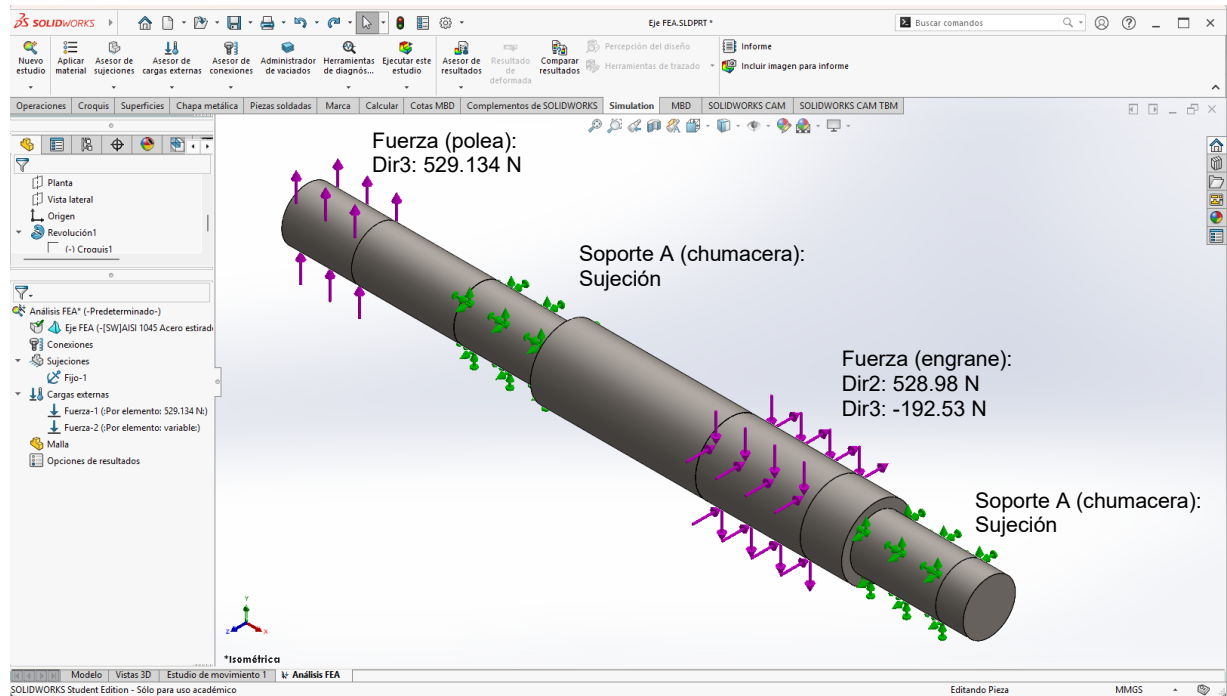 SOLIDWORKS
Eje FEA.SLDPRT *
Buscar comandos
Nuevo estudio
Aplicar material
Asesor de sujeciones
Asesor de cargas externas
Asesor de conexiones
Administrador de vaciados
Herramientas de diagnós...
Ejecutar este estudio
Asesor de resultados
Resultado de deformada
Comparar resultados
Percepción del diseño
Herramientas de trazado
Informe
Incluir imagen para informe
Operaciones
Croquis
Superficies
Chapa metálica
Piezas soldadas
Marca
Calcular
Cotas MBD
Complementos de SOLIDWORKS
Simulation
MBD
SOLIDWORKS CAM
SOLIDWORKS CAM TBM
Planta
Vista lateral
Origen
Revolución1
(-) Croquis1
Análisis FEA* (-Predeterminado-)
Eje FEA (-[SW]AISI 1045 Acero estirad
Conexiones
Sujeciones
Fijo-1
Cargas externas
Fuerza-1 (:Por elemento: 529.134 N:)
Fuerza-2 (:Por elemento: variable:)
Malla
Opciones de resultados
Fuerza (polea):
Dir3: 529.134 N
Soporte A (chumacera):
Sujeción
Fuerza (engrane):
Dir2: 528.98 N
Dir3: -192.53 N
Soporte A (chumacera):
Sujeción
Y
Z
X
*Isométrica
Modelo
Vistas 3D
Estudio de movimiento 1
Análisis FEA
SOLIDWORKS Student Edition - Sólo para uso académico
Editando Pieza
MMGS